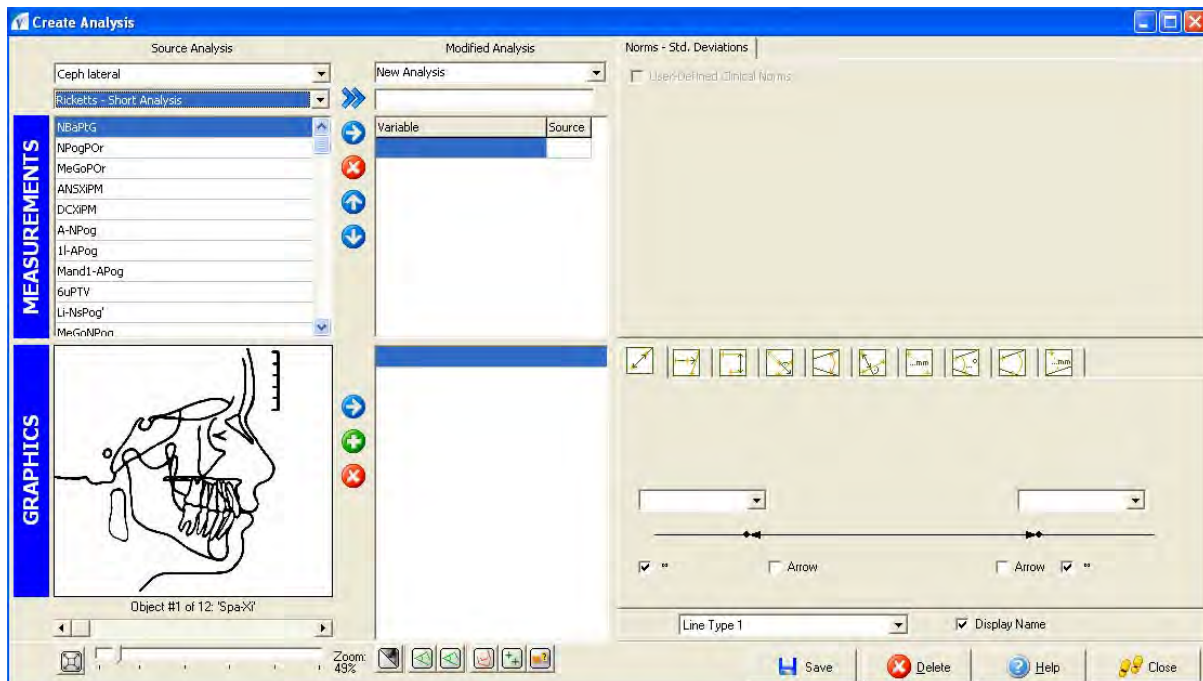 Create Analysis
Source Analysis
Modified Analysis
Norms - Std. Deviations
Ceph lateral
New Analysis
User-Defined Clinical Norms
Ricketts - Short Analysis
MEASUREMENTS
NBaPtG
NPogPOr
MeGoPOr
ANSXiPM
DCXiPM
A-NPog
1l-APog
Mand1-APog
6uPTV
Li-NsPog'
MeGoNPog
Variable Source
GRAPHICS
...mm
...°
...mm
Arrow
Arrow
Object #1 of 12: 'Spa-Xi'
Line Type 1
Display Name
Zoom:
49%
Save
Delete
Help
Close